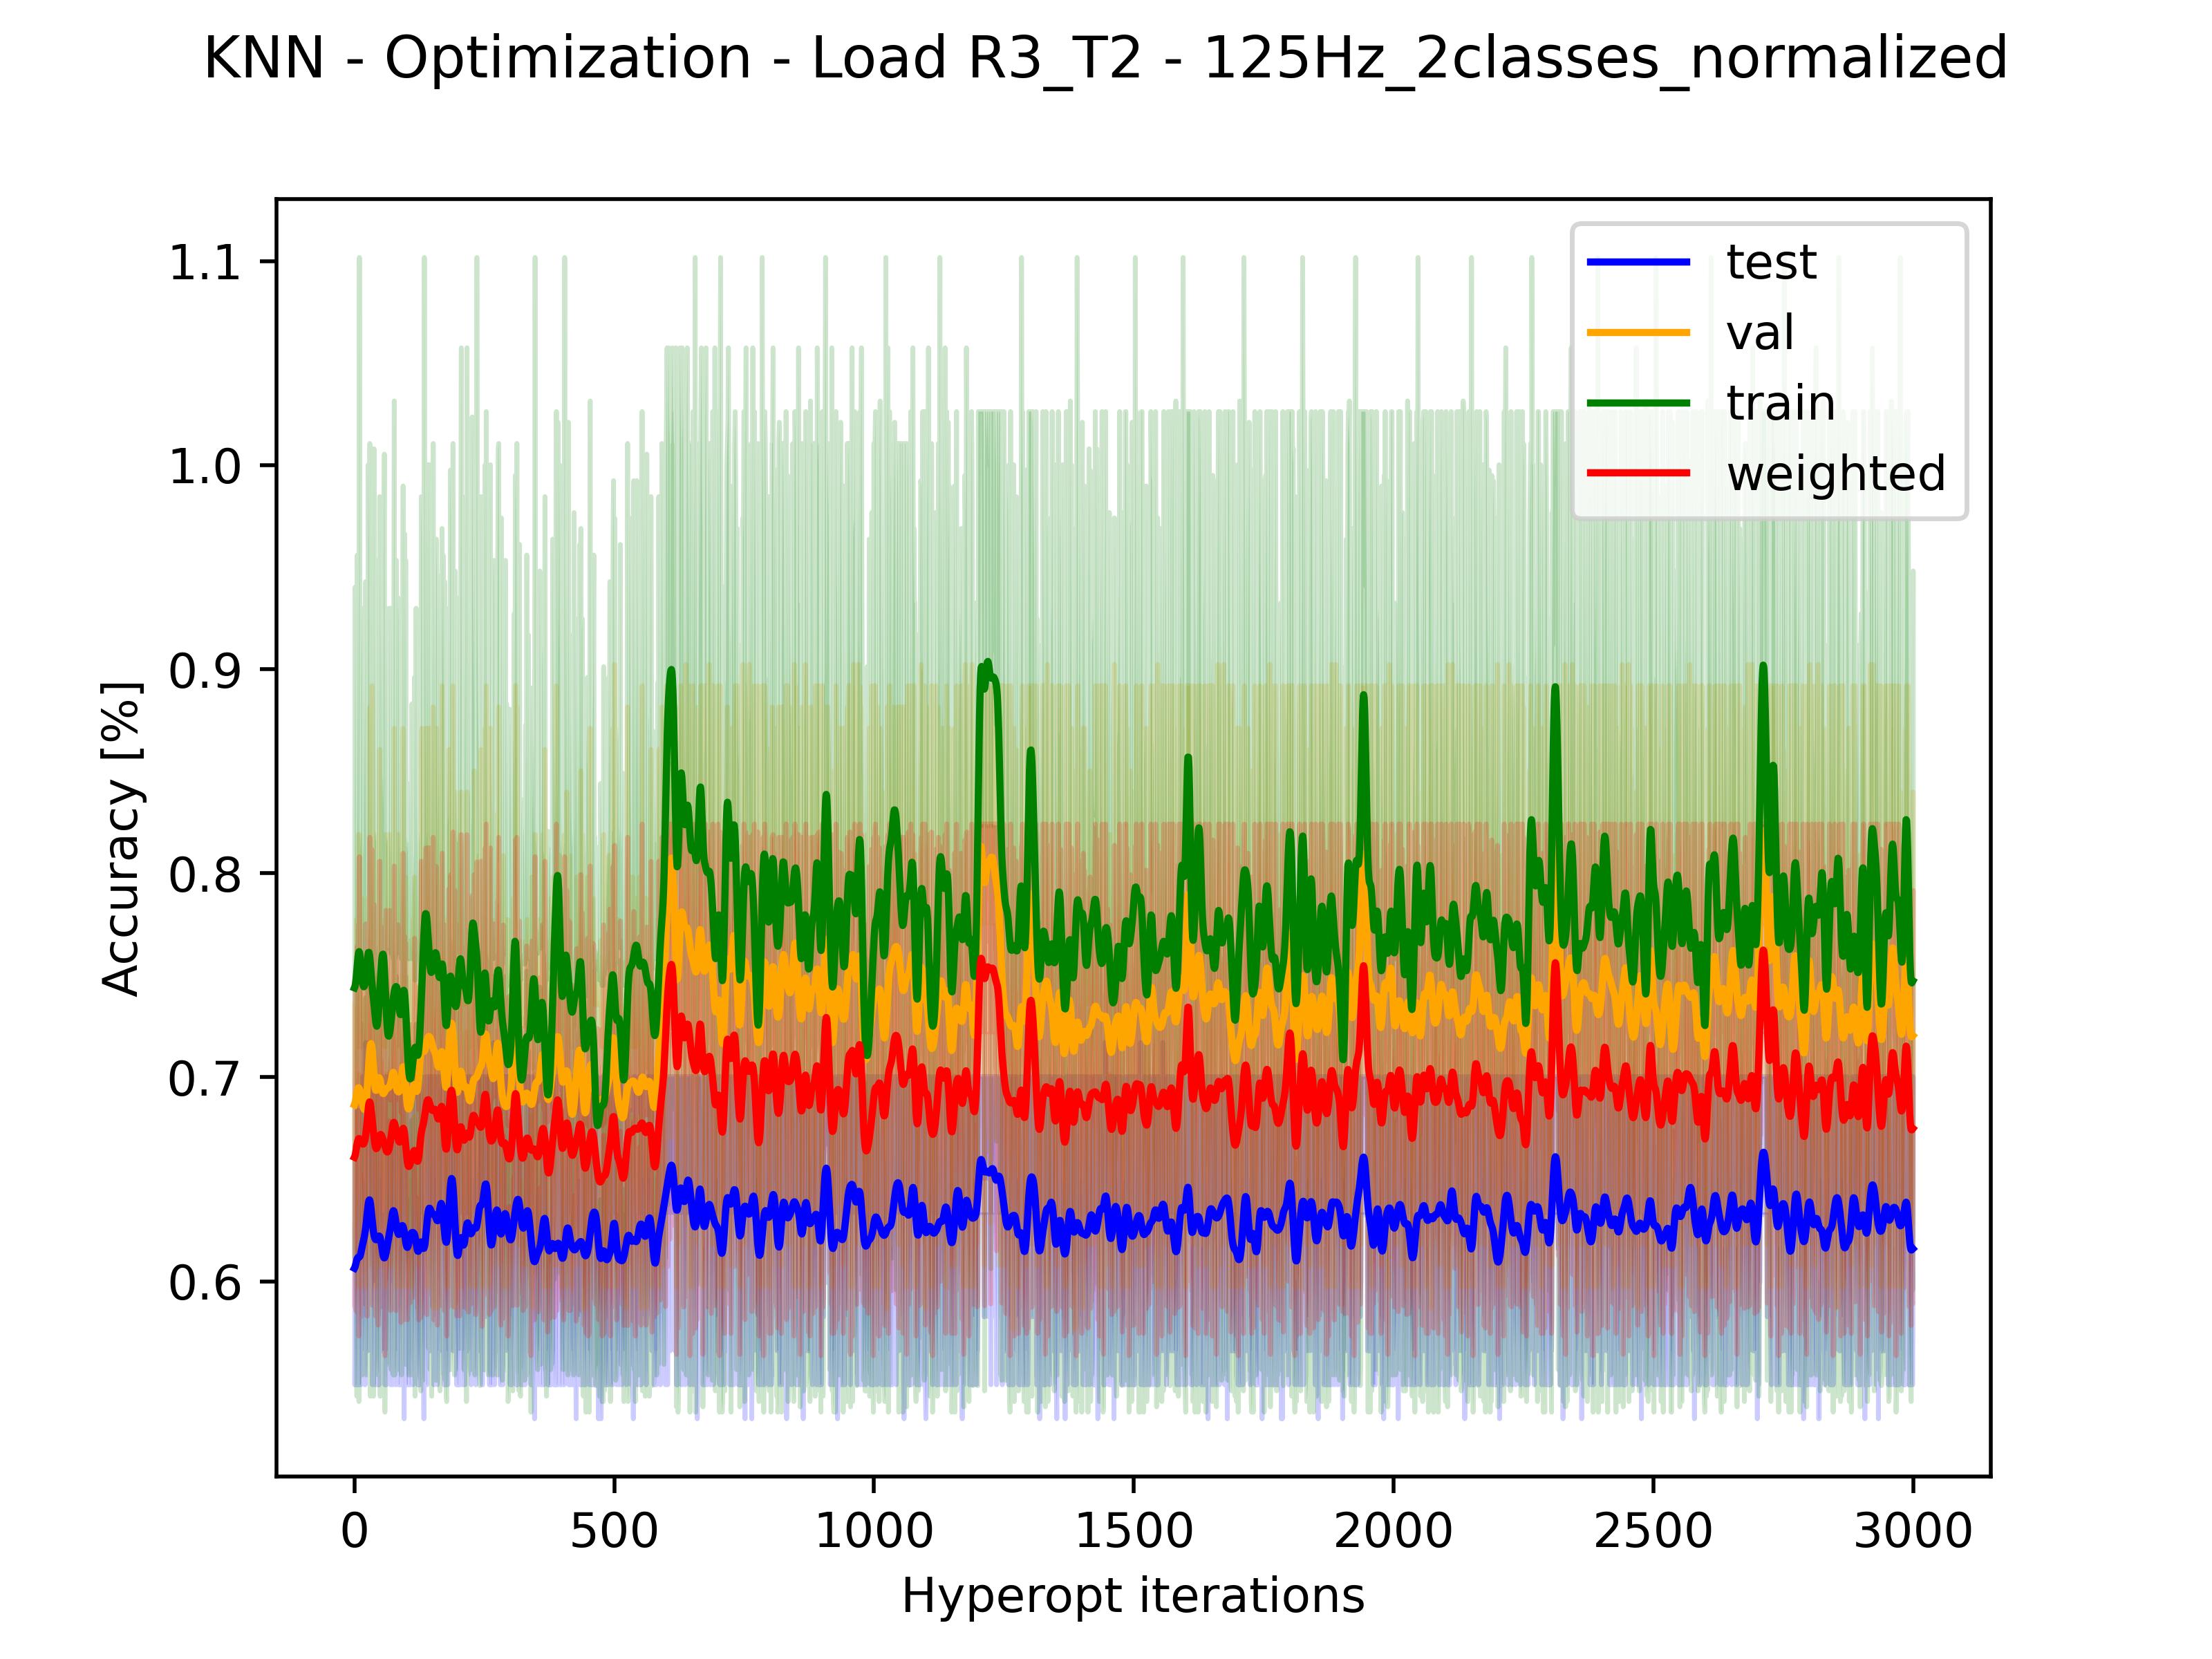 KNN - Optimization - Load R3_T2 - 125Hz_2classes_normalized
1.1
1.0
0.9
0.8
0.7
0.6
Accuracy [%]
test
val
train
weighted
0 500 1000 1500 2000 2500 3000
Hyperopt iterations